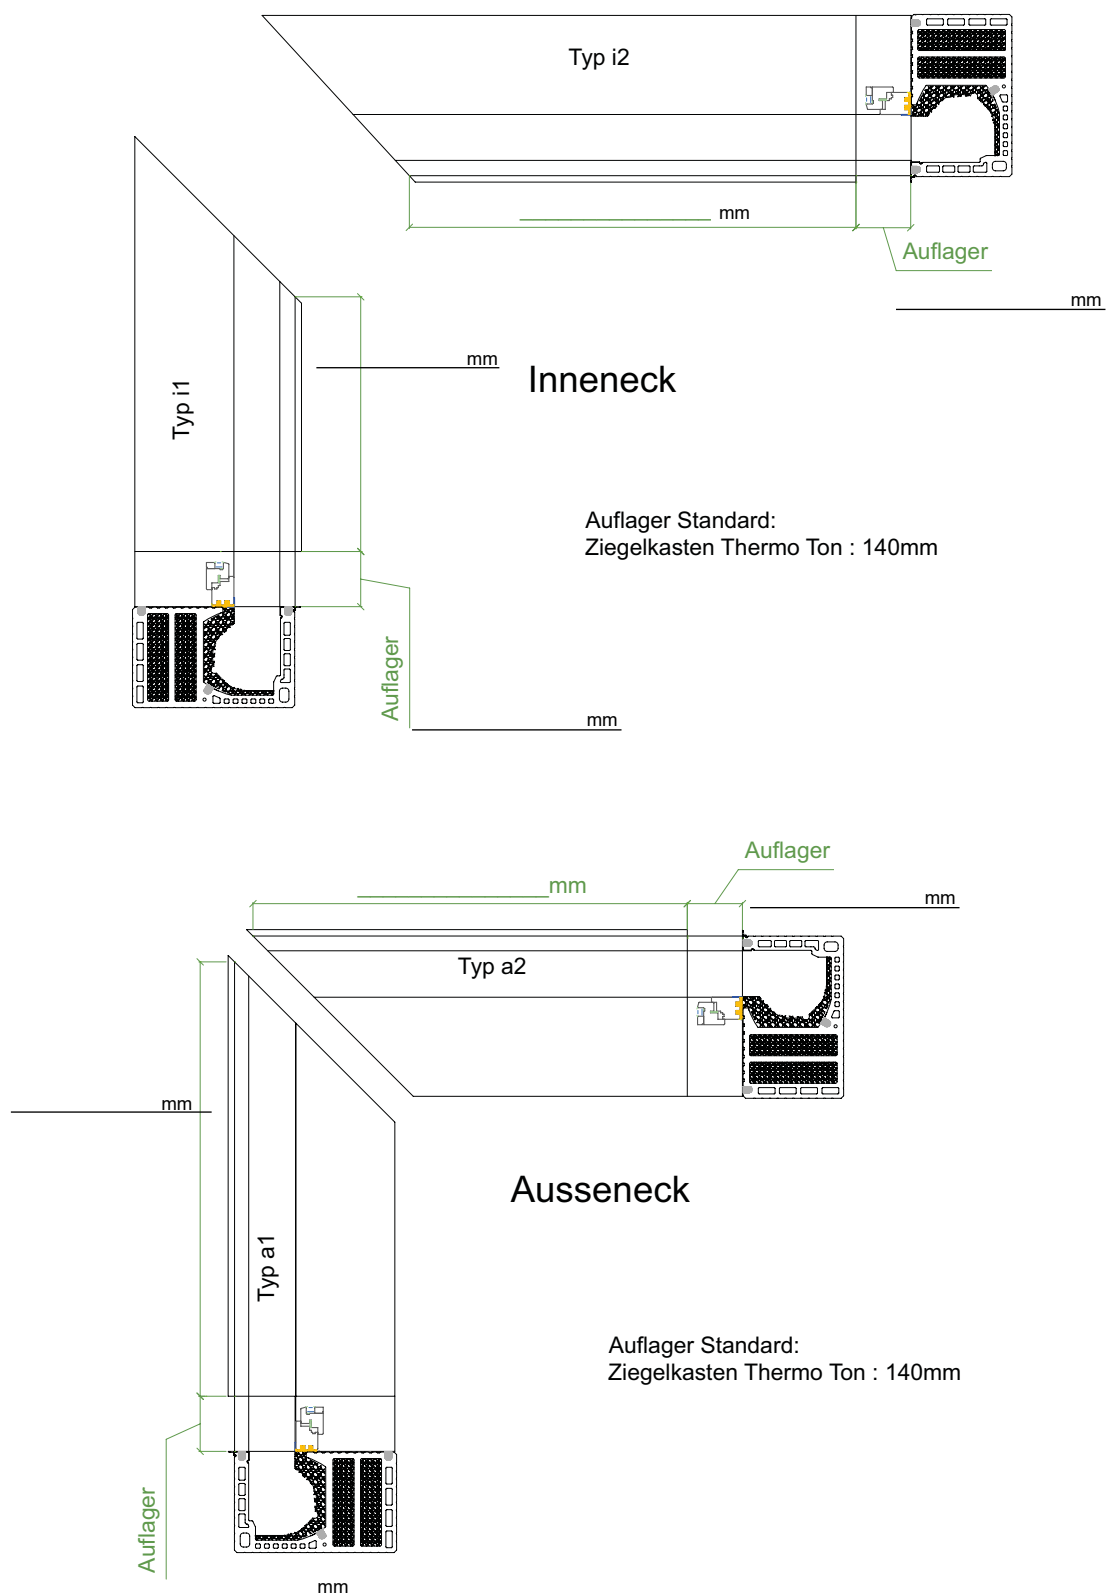 Typ i2
mm
Auflager
mm
mm
Inneneck
Typ i1
Auflager Standard:
Ziegelkasten Thermo Ton : 140mm
Auflager
mm
Auflager
mm
mm
Typ a2
mm
Ausseneck
Typ a1
Auflager Standard:
Ziegelkasten Thermo Ton : 140mm
Auflager
mm